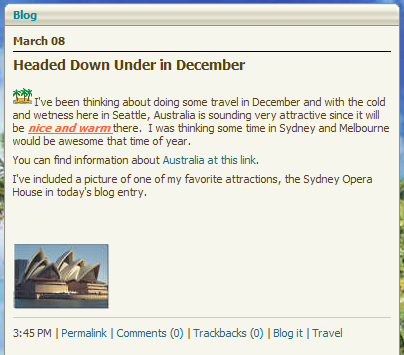 Blog
March 08
Headed Down Under in December
I've been thinking about doing some travel in December and with the cold
and wetness here in Seattle, Australia is sounding very attractive since it will
be nice and warm there. I was thinking some time in Sydney and Melbourne
would be awesome that time of year.
You can find information about Australia at this link.
I've included a picture of one of my favorite attractions, the Sydney Opera
House in today's blog entry.
3:45 PM | Permalink | Comments (0) | Trackbacks (0) | Blog it | Travel